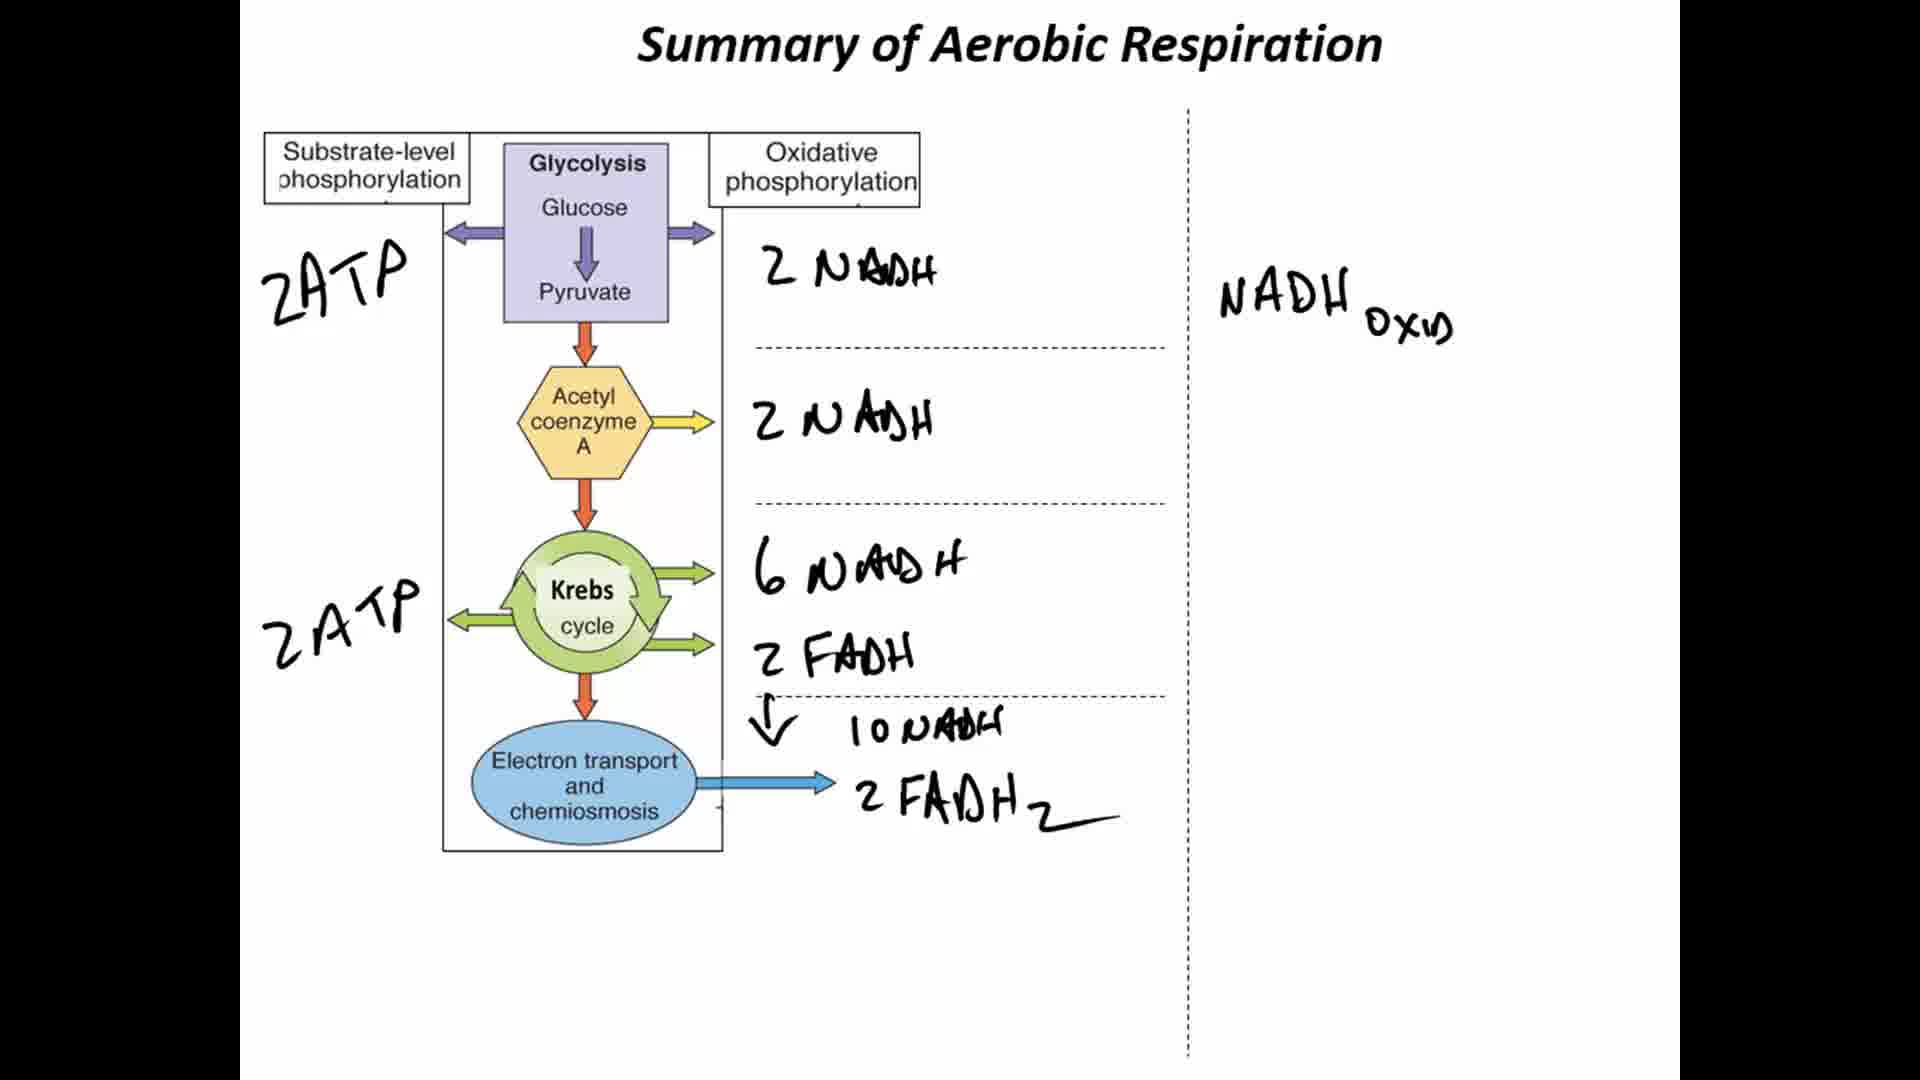 Summary of Aerobic Respiration
Substrate-level
phosphorylation
Glycolysis
Glucose
Pyruvate
Oxidative
phosphorylation
2ATP
2 NADH
NADH OXID
Acetyl
coenzyme
A
2 NADH
Krebs
cycle
2ATP
6 NADH
2 FADH
10 NADH
2 FADH2
Electron transport
and
chemiosmosis